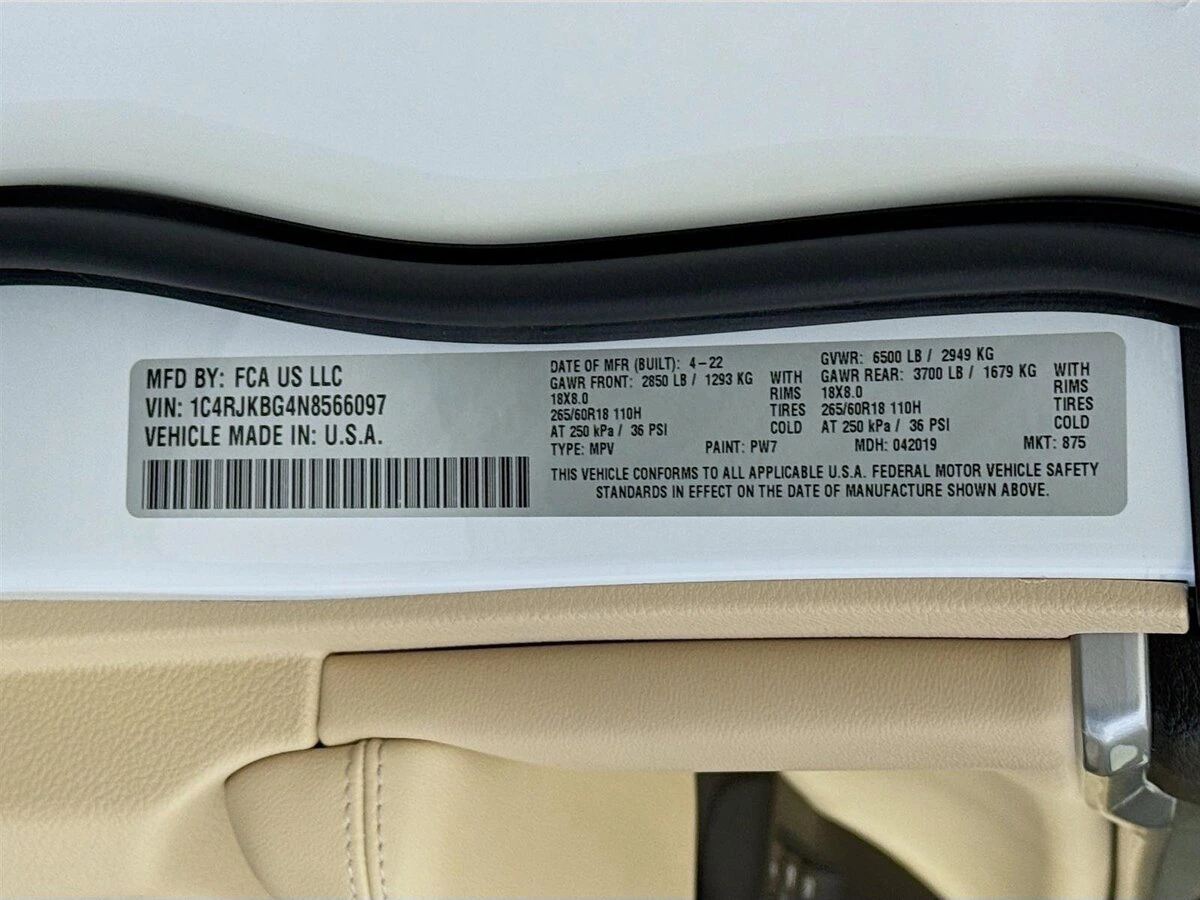 MFD BY: FCA US LLC
VIN: 1C4RJKBG4N8566097
VEHICLE MADE IN: U.S.A.
DATE OF MFR (BUILT): 4-22 GVWR: 6500 LB / 2949 KG
GAWR FRONT: 2850 LB / 1293 KG WITH GAWR REAR: 3700 LB / 1679 KG WITH
18X8.0 RIMS 18X8.0 RIMS
265/60R18 110H TIRES 265/60R18 110H TIRES
AT 250 kPa / 36 PSI COLD AT 250 kPa / 36 PSI COLD
TYPE: MPV PAINT: PW7 MDH: 042019 MKT: 875
THIS VEHICLE CONFORMS TO ALL APPLICABLE U.S.A. FEDERAL MOTOR VEHICLE SAFETY
STANDARDS IN EFFECT ON THE DATE OF MANUFACTURE SHOWN ABOVE.